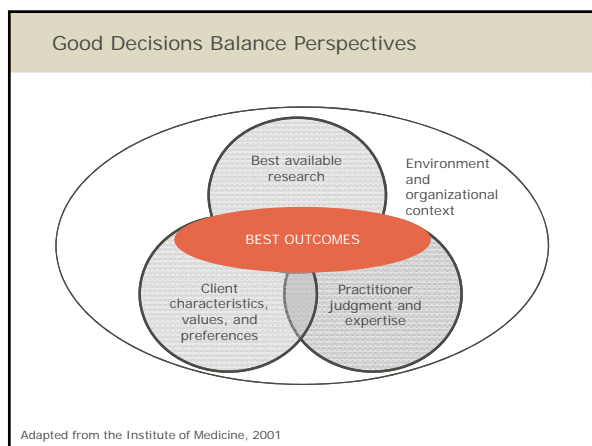 Good Decisions Balance Perspectives
Best available
research
Environment
and
organizational
context
BEST OUTCOMES
Client
characteristics,
values, and
preferences
Practitioner
judgment and
expertise
Adapted from the Institute of Medicine, 2001